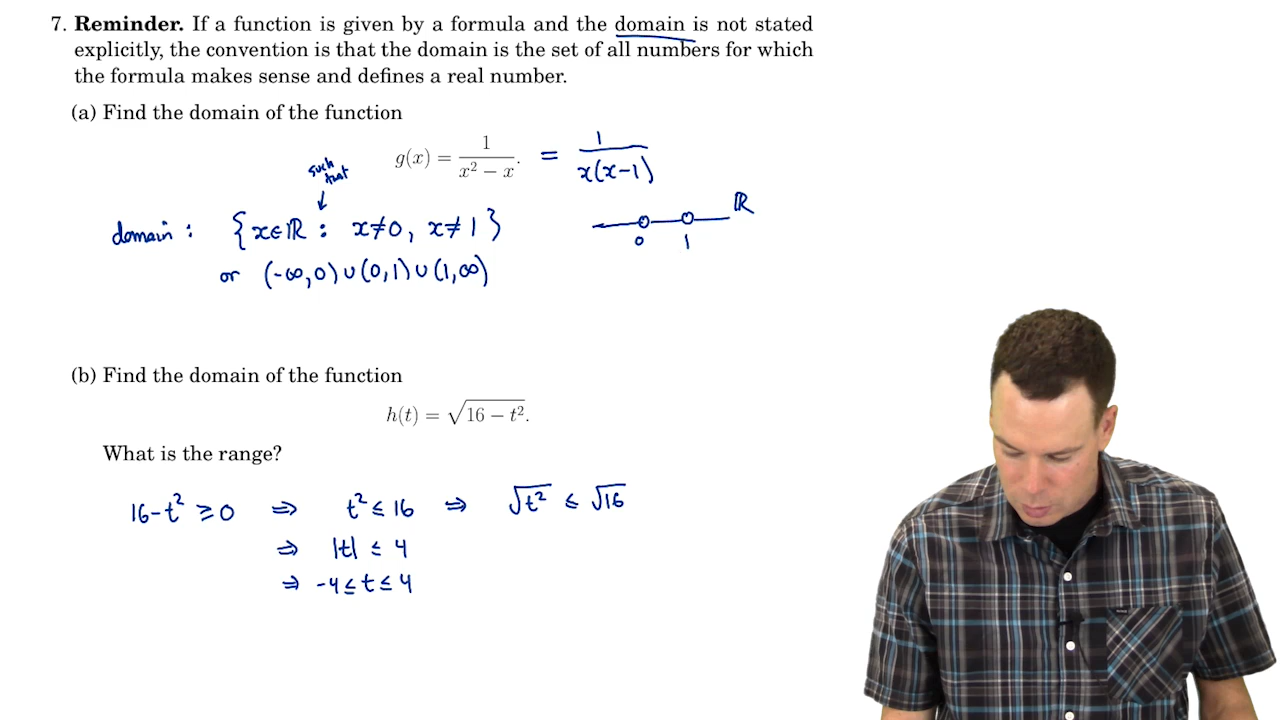 7. Reminder. If a function is given by a formula and the domain is not stated
explicitly, the convention is that the domain is the set of all numbers for which
the formula makes sense and defines a real number.
(a) Find the domain of the function
g(x) = 1/(x² − x). = 1/(x(x−1))
such that
domain : {x∈ℝ : x≠0, x≠1}
ℝ
0 1
or (-∞,0)∪(0,1)∪(1,∞)
(b) Find the domain of the function
h(t) = √(16 − t²).
What is the range?
16-t² ≥ 0 ⇒ t² ≤ 16 ⇒ √t² ≤ √16
⇒ |t| ≤ 4
⇒ -4 ≤ t ≤ 4